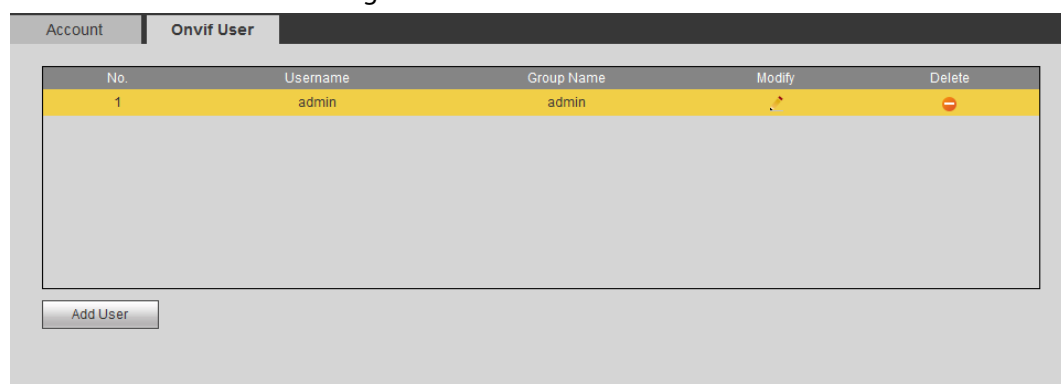 Account Onvif User
No. Username Group Name Modify Delete
1 admin admin
Add User